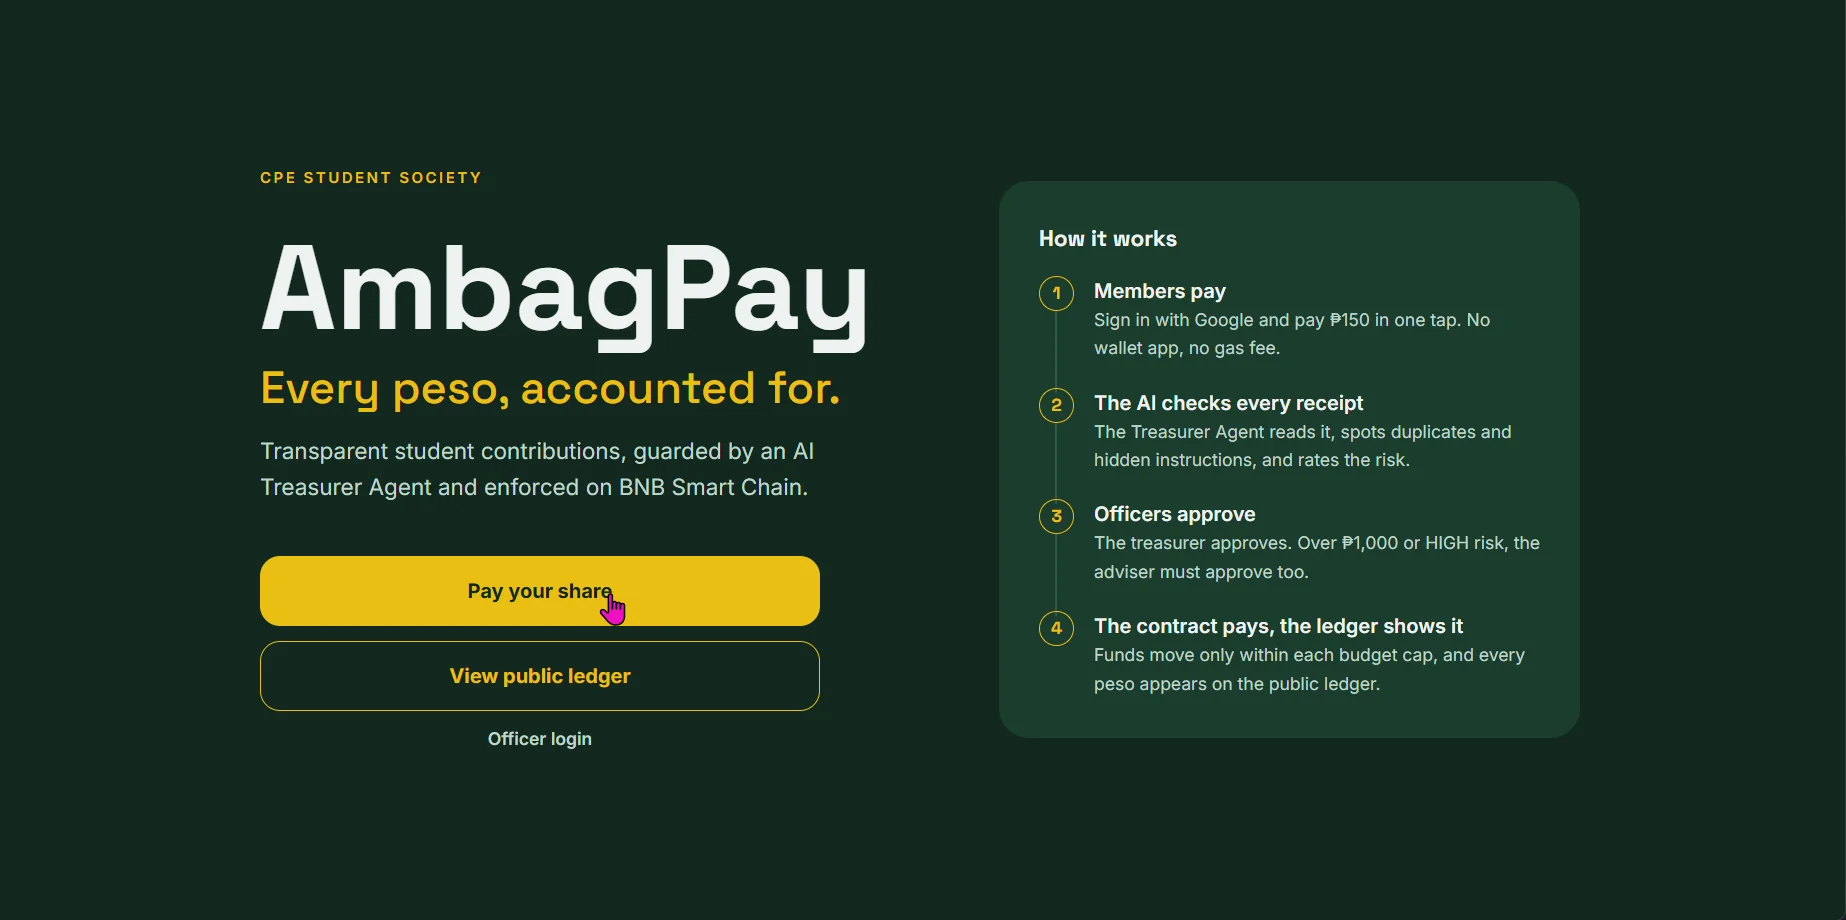 CPE STUDENT SOCIETY
AmbagPay
Every peso, accounted for.
Transparent student contributions, guarded by an AI
Treasurer Agent and enforced on BNB Smart Chain.
Pay your share
View public ledger
Officer login
How it works
1
Members pay
Sign in with Google and pay ₱150 in one tap. No
wallet app, no gas fee.
2
The AI checks every receipt
The Treasurer Agent reads it, spots duplicates and
hidden instructions, and rates the risk.
3
Officers approve
The treasurer approves. Over ₱1,000 or HIGH risk, the
adviser must approve too.
4
The contract pays, the ledger shows it
Funds move only within each budget cap, and every
peso appears on the public ledger.